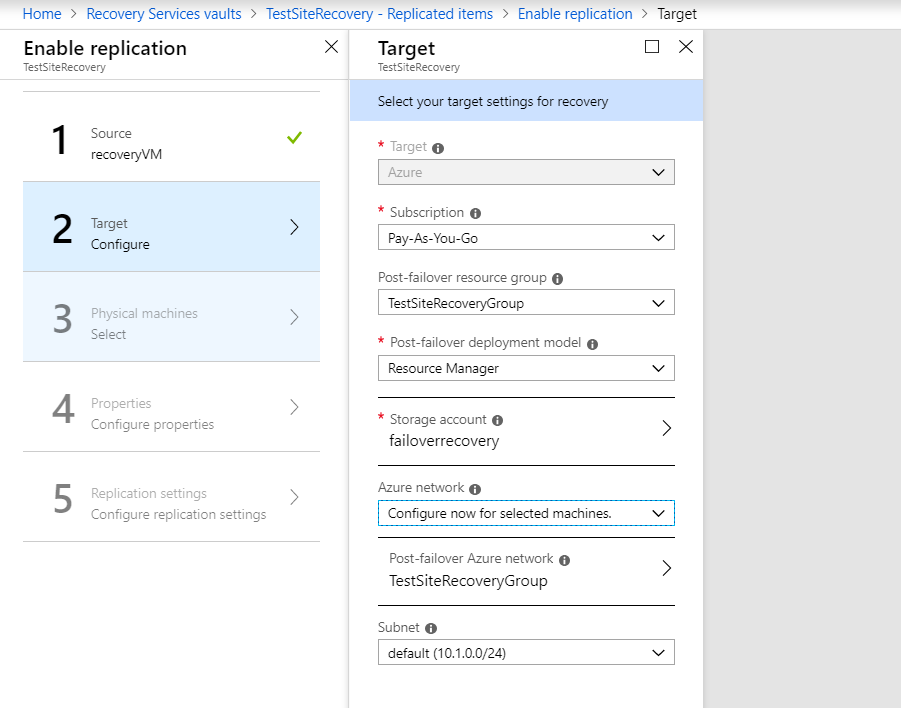 Home > Recovery Services vaults > TestSiteRecovery - Replicated items > Enable replication > Target
Enable replication
TestSiteRecovery
1
Source
recoveryVM
2
Target
Configure
3
Physical machines
Select
4
Properties
Configure properties
5
Replication settings
Configure replication settings
Target
TestSiteRecovery
Select your target settings for recovery
* Target
Azure
* Subscription
Pay-As-You-Go
Post-failover resource group
TestSiteRecoveryGroup
* Post-failover deployment model
Resource Manager
* Storage account
failoverrecovery
Azure network
Configure now for selected machines.
Post-failover Azure network
TestSiteRecoveryGroup
Subnet
default (10.1.0.0/24)